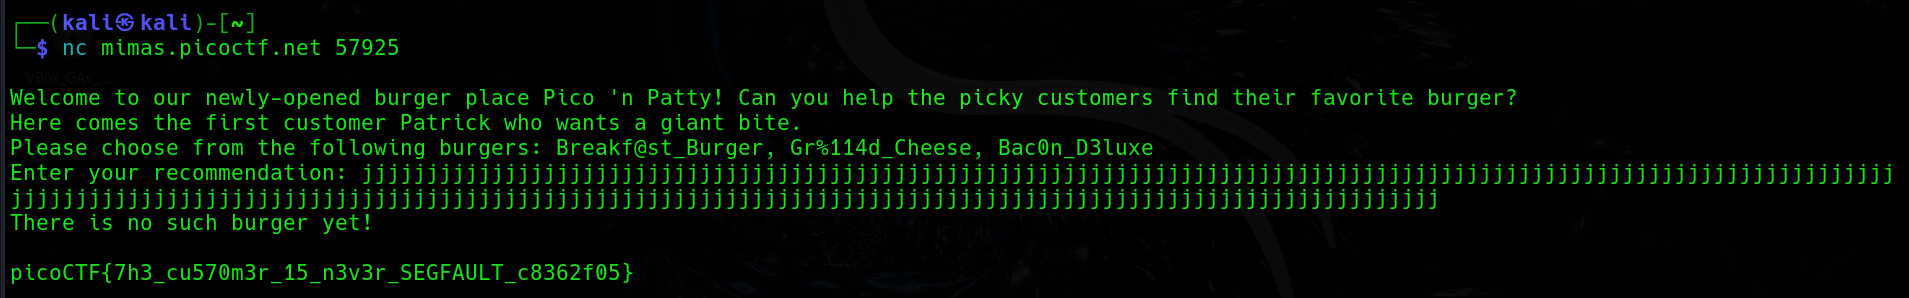 ┌──(kali㉿kali)-[~]
└─$ nc mimas.picoctf.net 57925
VBox_GAs_
Welcome to our newly-opened burger place Pico 'n Patty! Can you help the picky customers find their favorite burger?
Here comes the first customer Patrick who wants a giant bite.
Please choose from the following burgers: Breakf@st_Burger, Gr%114d_Cheese, Bac0n_D3luxe
Enter your recommendation: jjjjjjjjjjjjjjjjjjjjjjjjjjjjjjjjjjjjjjjjjjjjjjjjjjjjjjjjjjjjjjjjjjjjjjjjjjjjjjjjjjjjjjjjjjjjjjjjjjjjjjjjjjjjjjjjjjjjjj
jjjjjjjjjjjjjjjjjjjjjjjjjjjjjjjjjjjjjjjjjjjjjjjjjjjjjjjjjjjjjjjjjjjjjjjjjjjjjjjjjjjjjjjjjjjjjjjjjjjjjjjjjjjjjj
There is no such burger yet!
picoCTF{7h3_cu570m3r_15_n3v3r_SEGFAULT_c8362f05}